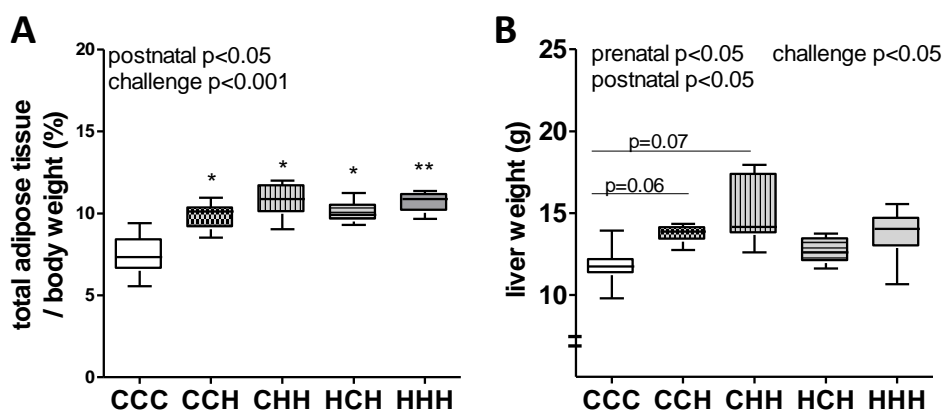 A
postnatal p<0.05
challenge p<0.001
total adipose tissue
/ body weight (%)
20
15
10
5
0
*
*
*
**
CCC CCH CHH HCH HHH
B
prenatal p<0.05 challenge p<0.05
postnatal p<0.05
liver weight (g)
25
20
15
10
p=0.07
p=0.06
CCC CCH CHH HCH HHH